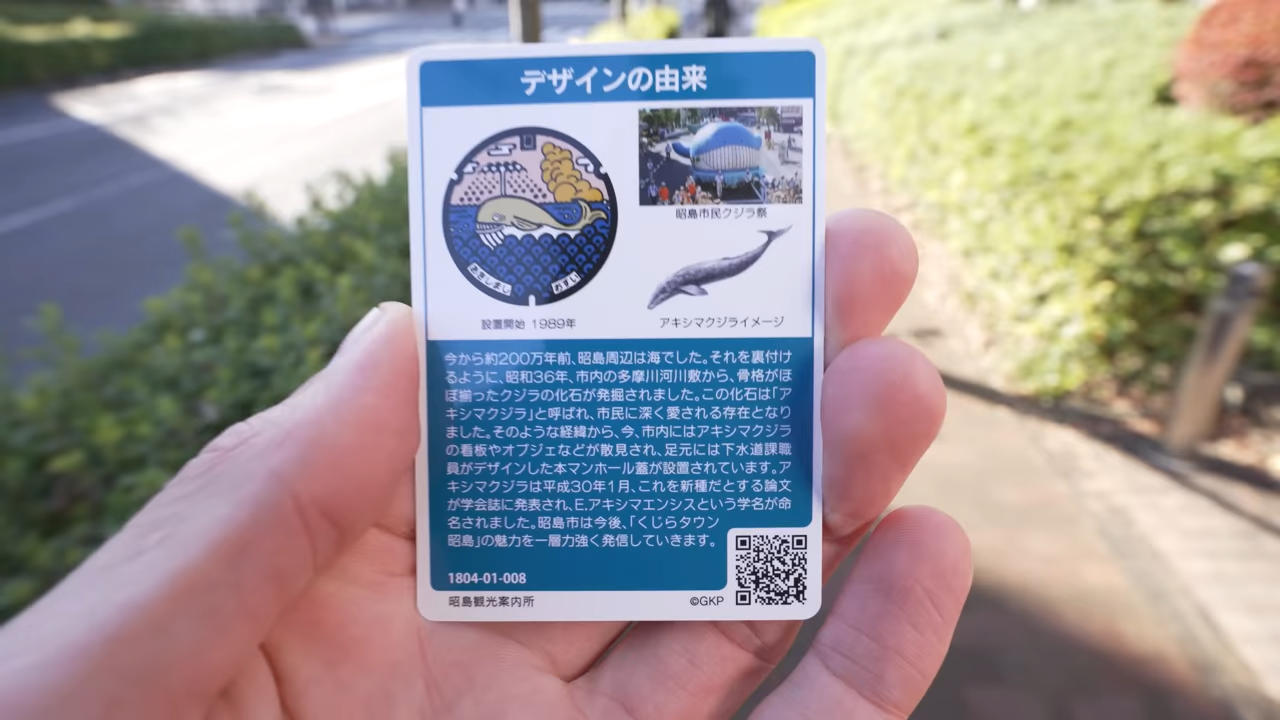 デザインの由来
あきしまし
おすい
昭島市民クジラ祭
設置開始 1989年
アキシマクジライメージ
今から約200万年前、昭島周辺は海でした。それを裏付け
るように、昭和36年、市内の多摩川河川敷から、骨格がほ
ぼ揃ったクジラの化石が発掘されました。この化石は「ア
キシマクジラ」と呼ばれ、市民に深く愛される存在となり
ました。そのような経緯から、今、市内にはアキシマクジラ
の看板やオブジェなどが散見され、足元には下水道課職
員がデザインした本マンホール蓋が設置されています。ア
キシマクジラは平成30年1月、これを新種だとする論文
が学会誌に発表され、E.アキシマエンシスという学名が命
名されました。昭島市は今後、「くじらタウン
昭島」の魅力を一層力強く発信していきます。
1804-01-008
昭島観光案内所
©GKP